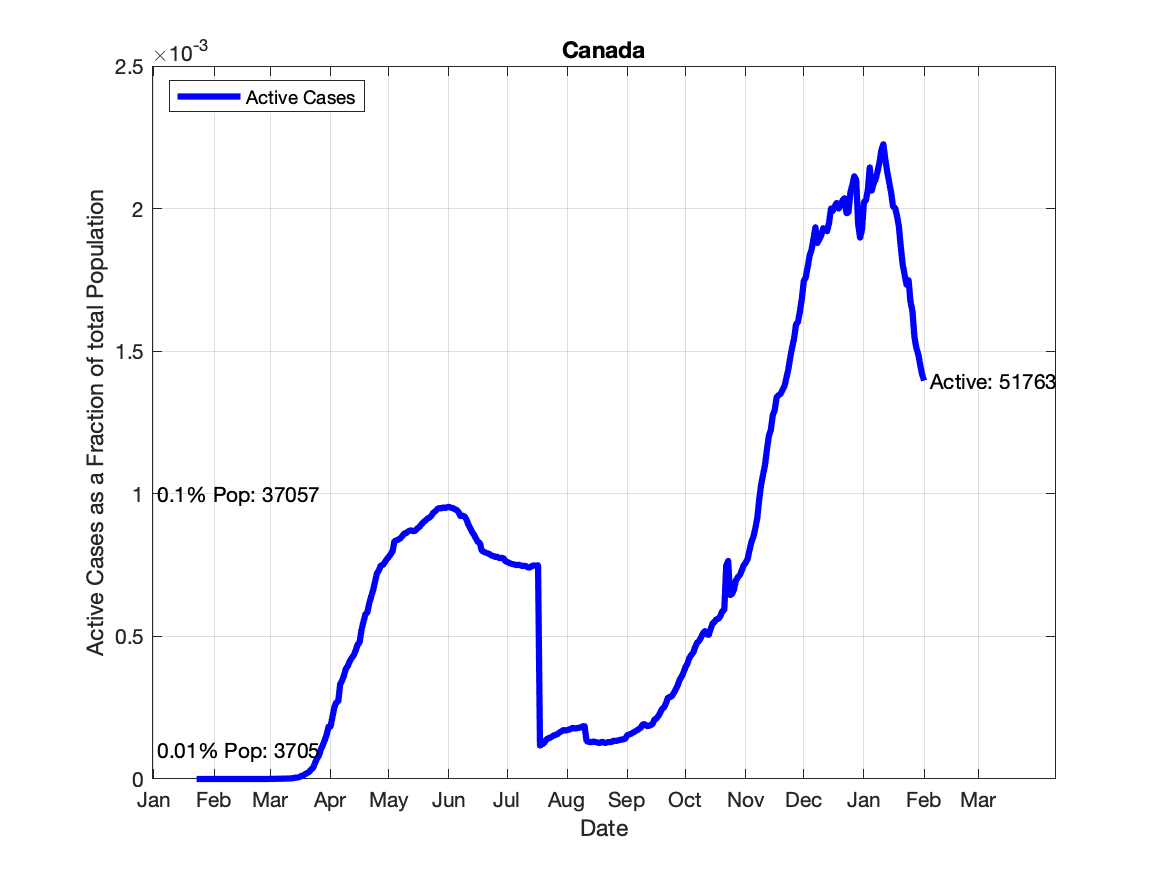 Canada
×10-3
2.5
2
1.5
1
0.5
0
Active Cases
Active Cases as a Fraction of total Population
0.1% Pop: 37057
0.01% Pop: 3705
Active: 51763
Jan Feb Mar Apr May Jun Jul Aug Sep Oct Nov Dec Jan Feb Mar
Date